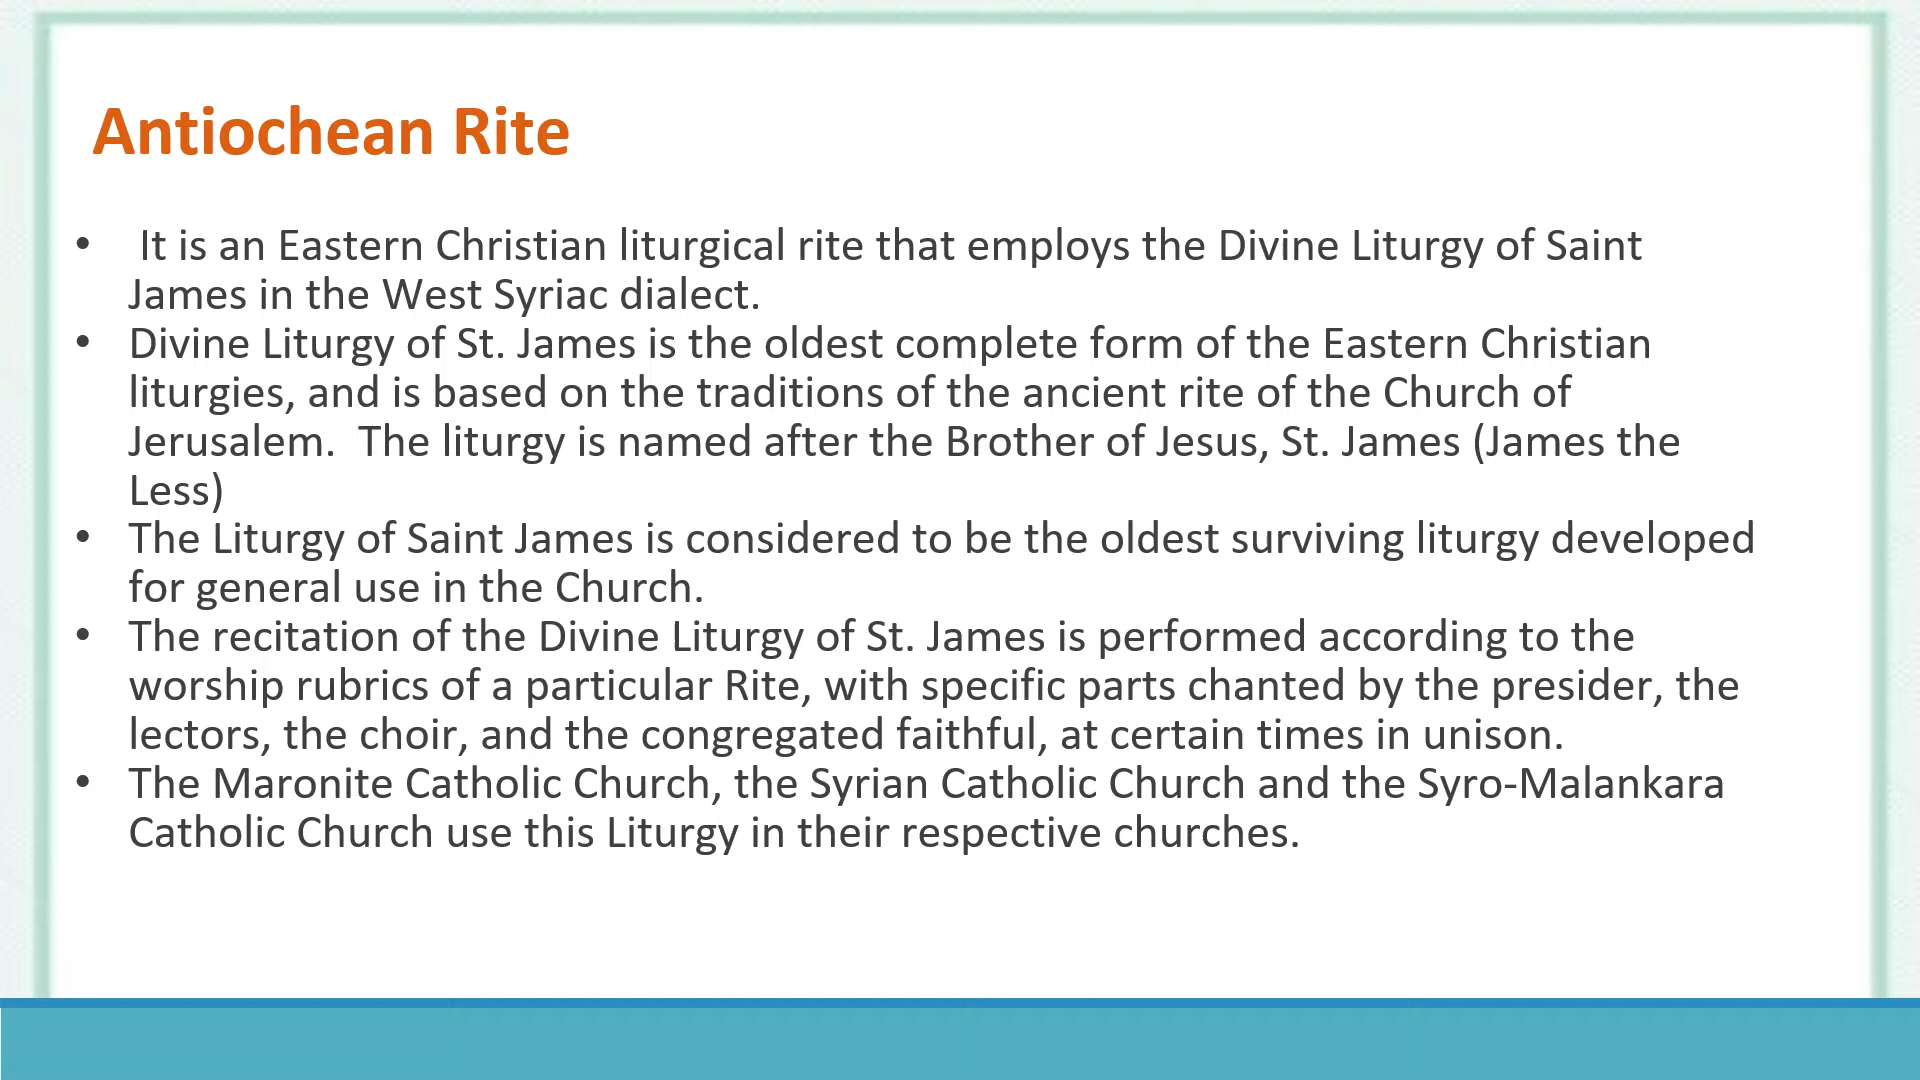 Antiochean Rite
• It is an Eastern Christian liturgical rite that employs the Divine Liturgy of Saint
James in the West Syriac dialect.
• Divine Liturgy of St. James is the oldest complete form of the Eastern Christian
liturgies, and is based on the traditions of the ancient rite of the Church of
Jerusalem.  The liturgy is named after the Brother of Jesus, St. James (James the
Less)
• The Liturgy of Saint James is considered to be the oldest surviving liturgy developed
for general use in the Church.
• The recitation of the Divine Liturgy of St. James is performed according to the
worship rubrics of a particular Rite, with specific parts chanted by the presider, the
lectors, the choir, and the congregated faithful, at certain times in unison.
• The Maronite Catholic Church, the Syrian Catholic Church and the Syro-Malankara
Catholic Church use this Liturgy in their respective churches.